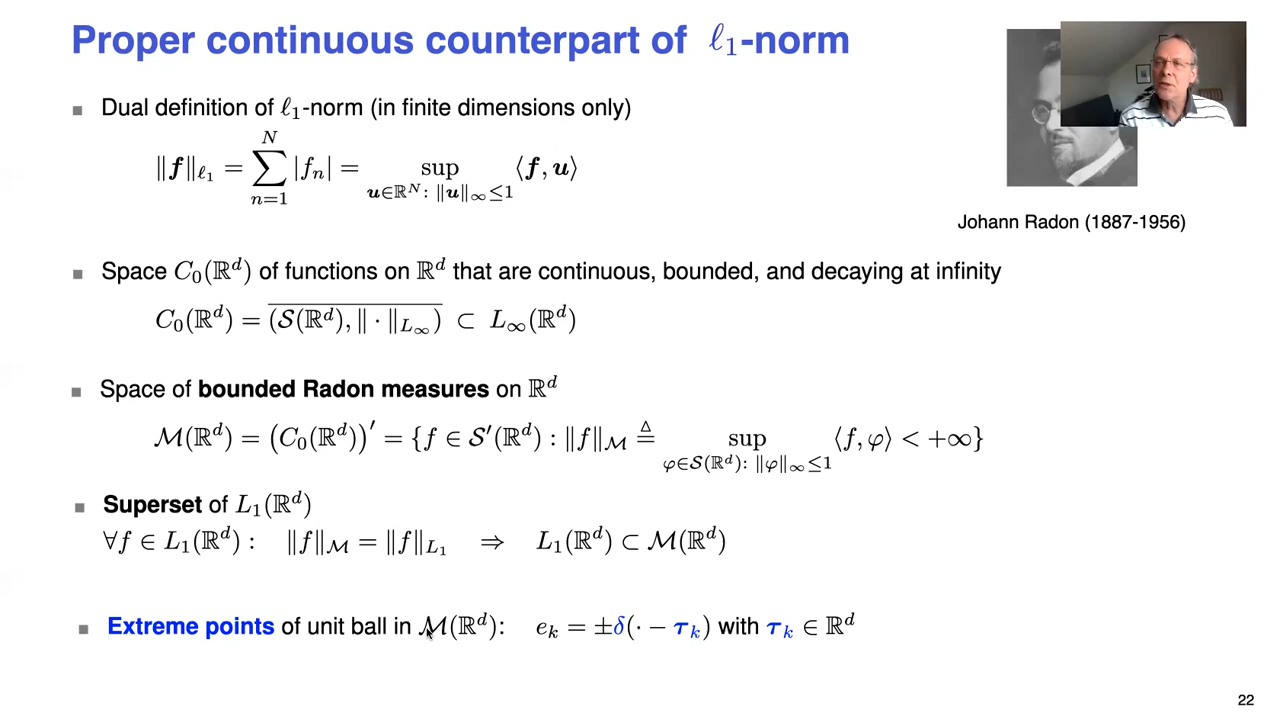 Proper continuous counterpart of ℓ₁-norm
■ Dual definition of ℓ₁-norm (in finite dimensions only)
‖f‖_{ℓ₁} = ∑_{n=1}^{N} |f_n| = sup_{u∈ℝ^N: ‖u‖_∞≤1} ⟨f, u⟩
Johann Radon (1887-1956)
■ Space C₀(ℝ^d) of functions on ℝ^d that are continuous, bounded, and decaying at infinity
C₀(ℝ^d) = \overline{(𝒮(ℝ^d), ‖ · ‖_{L_∞})} ⊂ L_∞(ℝ^d)
■ Space of bounded Radon measures on ℝ^d
ℳ(ℝ^d) = (C₀(ℝ^d))′ = {f ∈ 𝒮′(ℝ^d) : ‖f‖_ℳ ≜ sup_{φ∈𝒮(ℝ^d): ‖φ‖_∞≤1} ⟨f, φ⟩ < +∞}
■ Superset of L₁(ℝ^d)
∀f ∈ L₁(ℝ^d) : ‖f‖_ℳ = ‖f‖_{L₁} ⇒ L₁(ℝ^d) ⊂ ℳ(ℝ^d)
■ Extreme points of unit ball in ℳ(ℝ^d): e_k = ±δ(· − τ_k) with τ_k ∈ ℝ^d
22